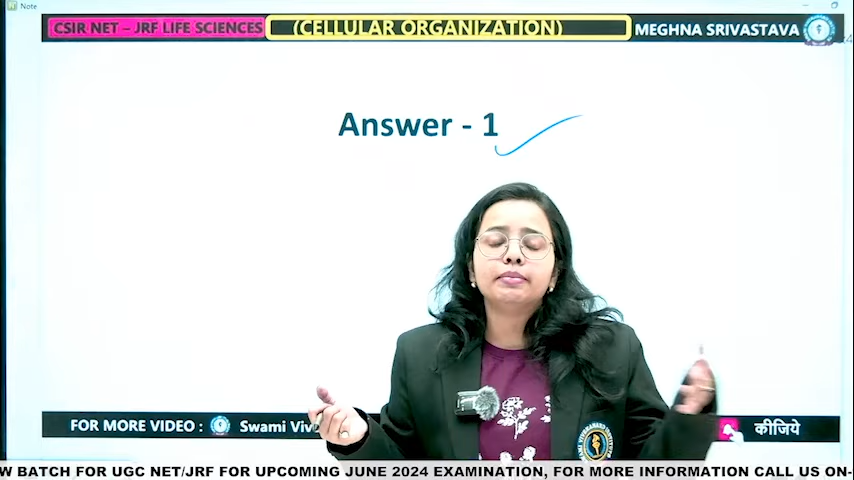 Note
CSIR NET – JRF LIFE SCIENCES
(CELLULAR ORGANIZATION)
MEGHNA SRIVASTAVA
Answer - 1
FOR MORE VIDEO :
Swami Viv
कीजिये
W BATCH FOR UGC NET/JRF FOR UPCOMING JUNE 2024 EXAMINATION, FOR MORE INFORMATION CALL US ON-